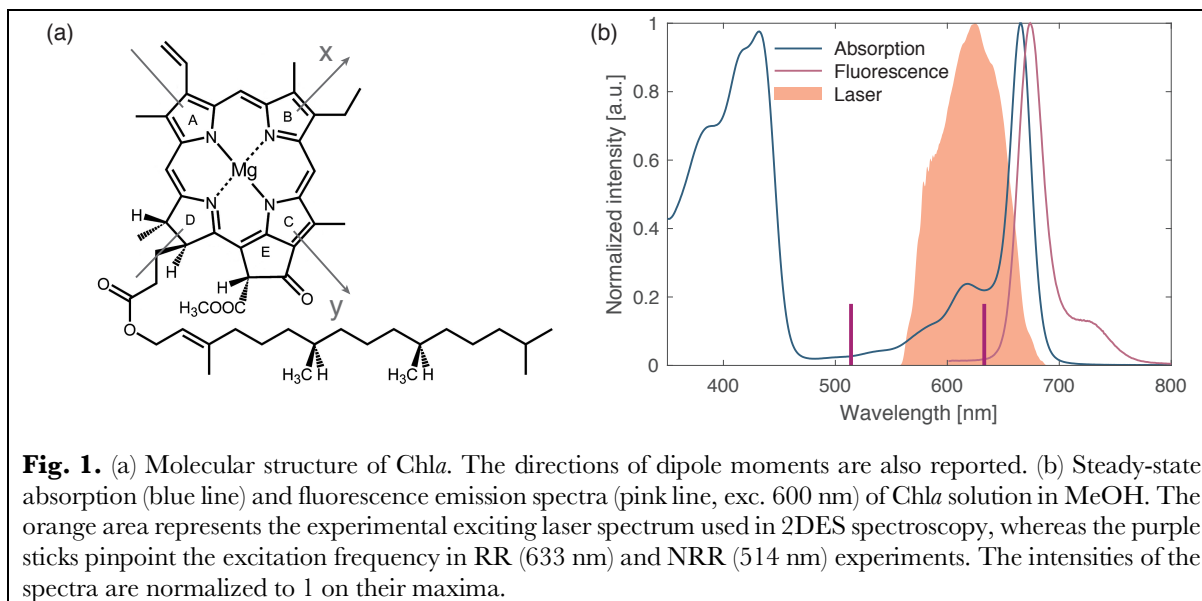 (a)
x
A
B
N
N
Mg
N
N
H
D
C
E
H
H
O
O
H₃COOC
O
y
H₃C
H
H₃C
H
(b)
Absorption
Fluorescence
Laser
Normalized intensity [a.u.]
1
0.8
0.6
0.4
0.2
0
400
500
600
700
800
Wavelength [nm]
Fig. 1. (a) Molecular structure of Chla. The directions of dipole moments are also reported. (b) Steady-state
absorption (blue line) and fluorescence emission spectra (pink line, exc. 600 nm) of Chla solution in MeOH. The
orange area represents the experimental exciting laser spectrum used in 2DES spectroscopy, whereas the purple
sticks pinpoint the excitation frequency in RR (633 nm) and NRR (514 nm) experiments. The intensities of the
spectra are normalized to 1 on their maxima.